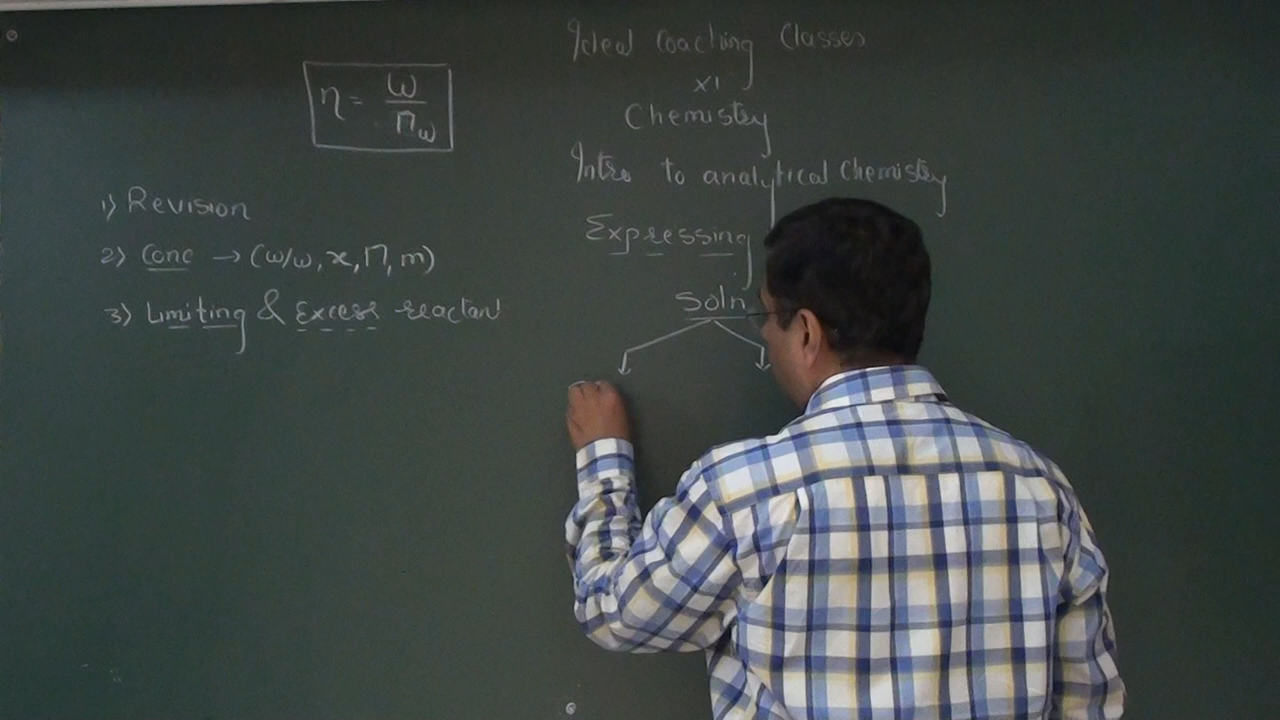 Ideal Coaching Classes
XI
Chemistry
Intro to analytical Chemistry
Expressing
Soln
η = ω/Mω
1) Revision
2) Conc → (ω/ω, x, M, m)
3) Limiting & Excess reactant